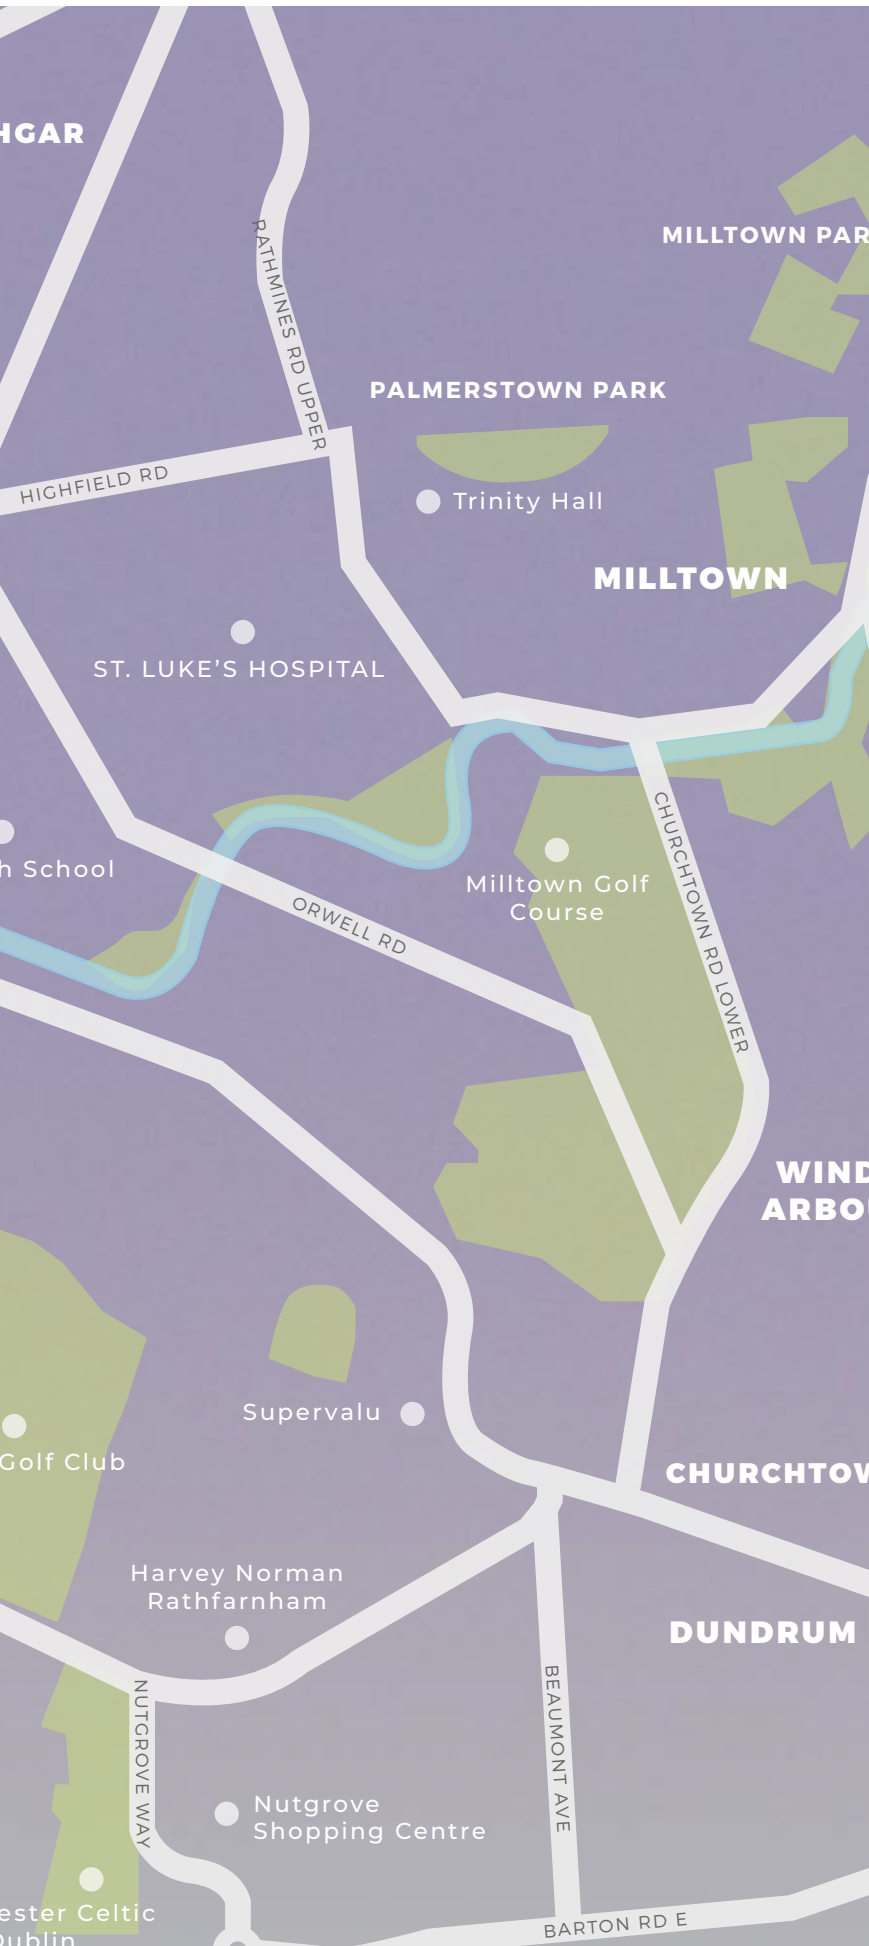 HGAR
MILLTOWN PAR
RATHMINES RD UPPER
PALMERSTOWN PARK
HIGHFIELD RD
Trinity Hall
MILLTOWN
ST. LUKE'S HOSPITAL
CHURCHTOWN RD LOWER
h School
Milltown Golf
Course
ORWELL RD
WIND
ARBOU
Supervalu
Golf Club
CHURCHTOW
Harvey Norman
Rathfarnham
DUNDRUM
BEAUMONT AVE
NUTGROVE WAY
Nutgrove
Shopping Centre
ester Celtic
Dublin
BARTON RD E